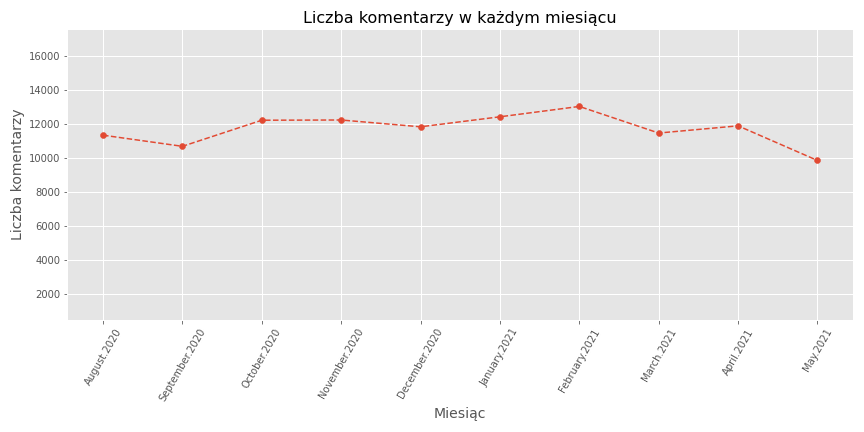 Liczba komentarzy w każdym miesiącu
Liczba komentarzy
16000
14000
12000
10000
8000
6000
4000
2000
August.2020
September.2020
October.2020
November.2020
December.2020
January.2021
February.2021
March.2021
April.2021
May.2021
Miesiąc